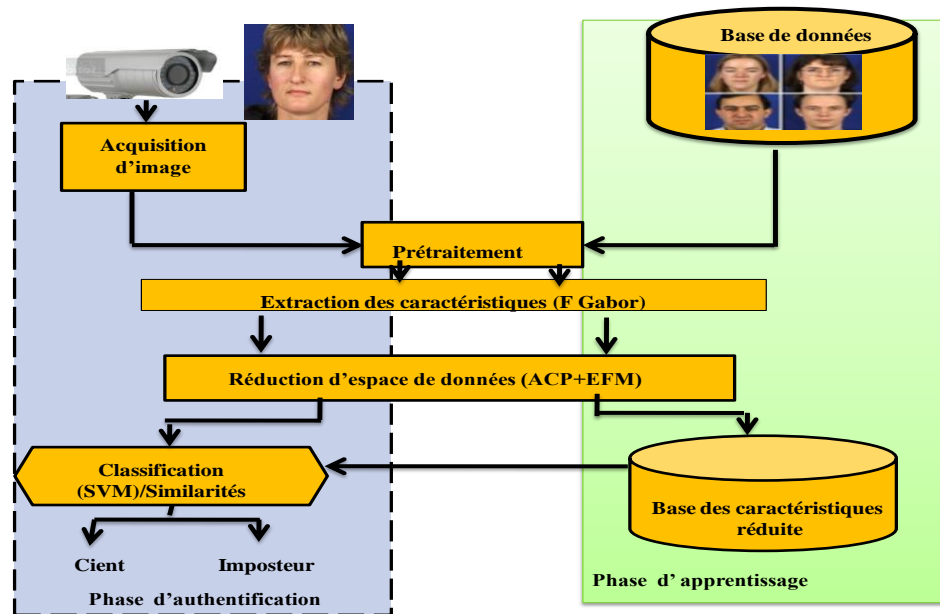 Base de données
Acquisition
d'image
Prétraitement
Extraction des caractéristiques (F Gabor)
Réduction d'espace de données (ACP+EFM)
Classification
(SVM)/Similarités
Base des caractéristiques
réduite
Cient
Imposteur
Phase d'authentification
Phase d' apprentissage